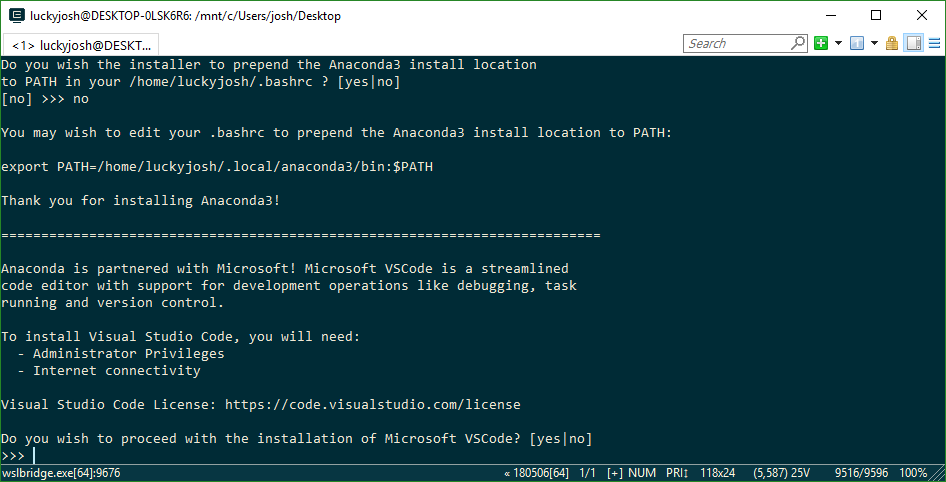 luckyjosh@DESKTOP-0LSK6R6: /mnt/c/Users/josh/Desktop
<1> luckyjosh@DESKT...
Search
Do you wish the installer to prepend the Anaconda3 install location
to PATH in your /home/luckyjosh/.bashrc ? [yes|no]
[no] >>> no
You may wish to edit your .bashrc to prepend the Anaconda3 install location to PATH:
export PATH=/home/luckyjosh/.local/anaconda3/bin:$PATH
Thank you for installing Anaconda3!
===========================================================================
Anaconda is partnered with Microsoft! Microsoft VSCode is a streamlined
code editor with support for development operations like debugging, task
running and version control.
To install Visual Studio Code, you will need:
- Administrator Privileges
- Internet connectivity
Visual Studio Code License: https://code.visualstudio.com/license
Do you wish to proceed with the installation of Microsoft VSCode? [yes|no]
>>>
wslbridge.exe[64]:9676 « 180506[64] 1/1 [+] NUM PRI↕ 118x24 (5,587) 25V 9516/9596 100%